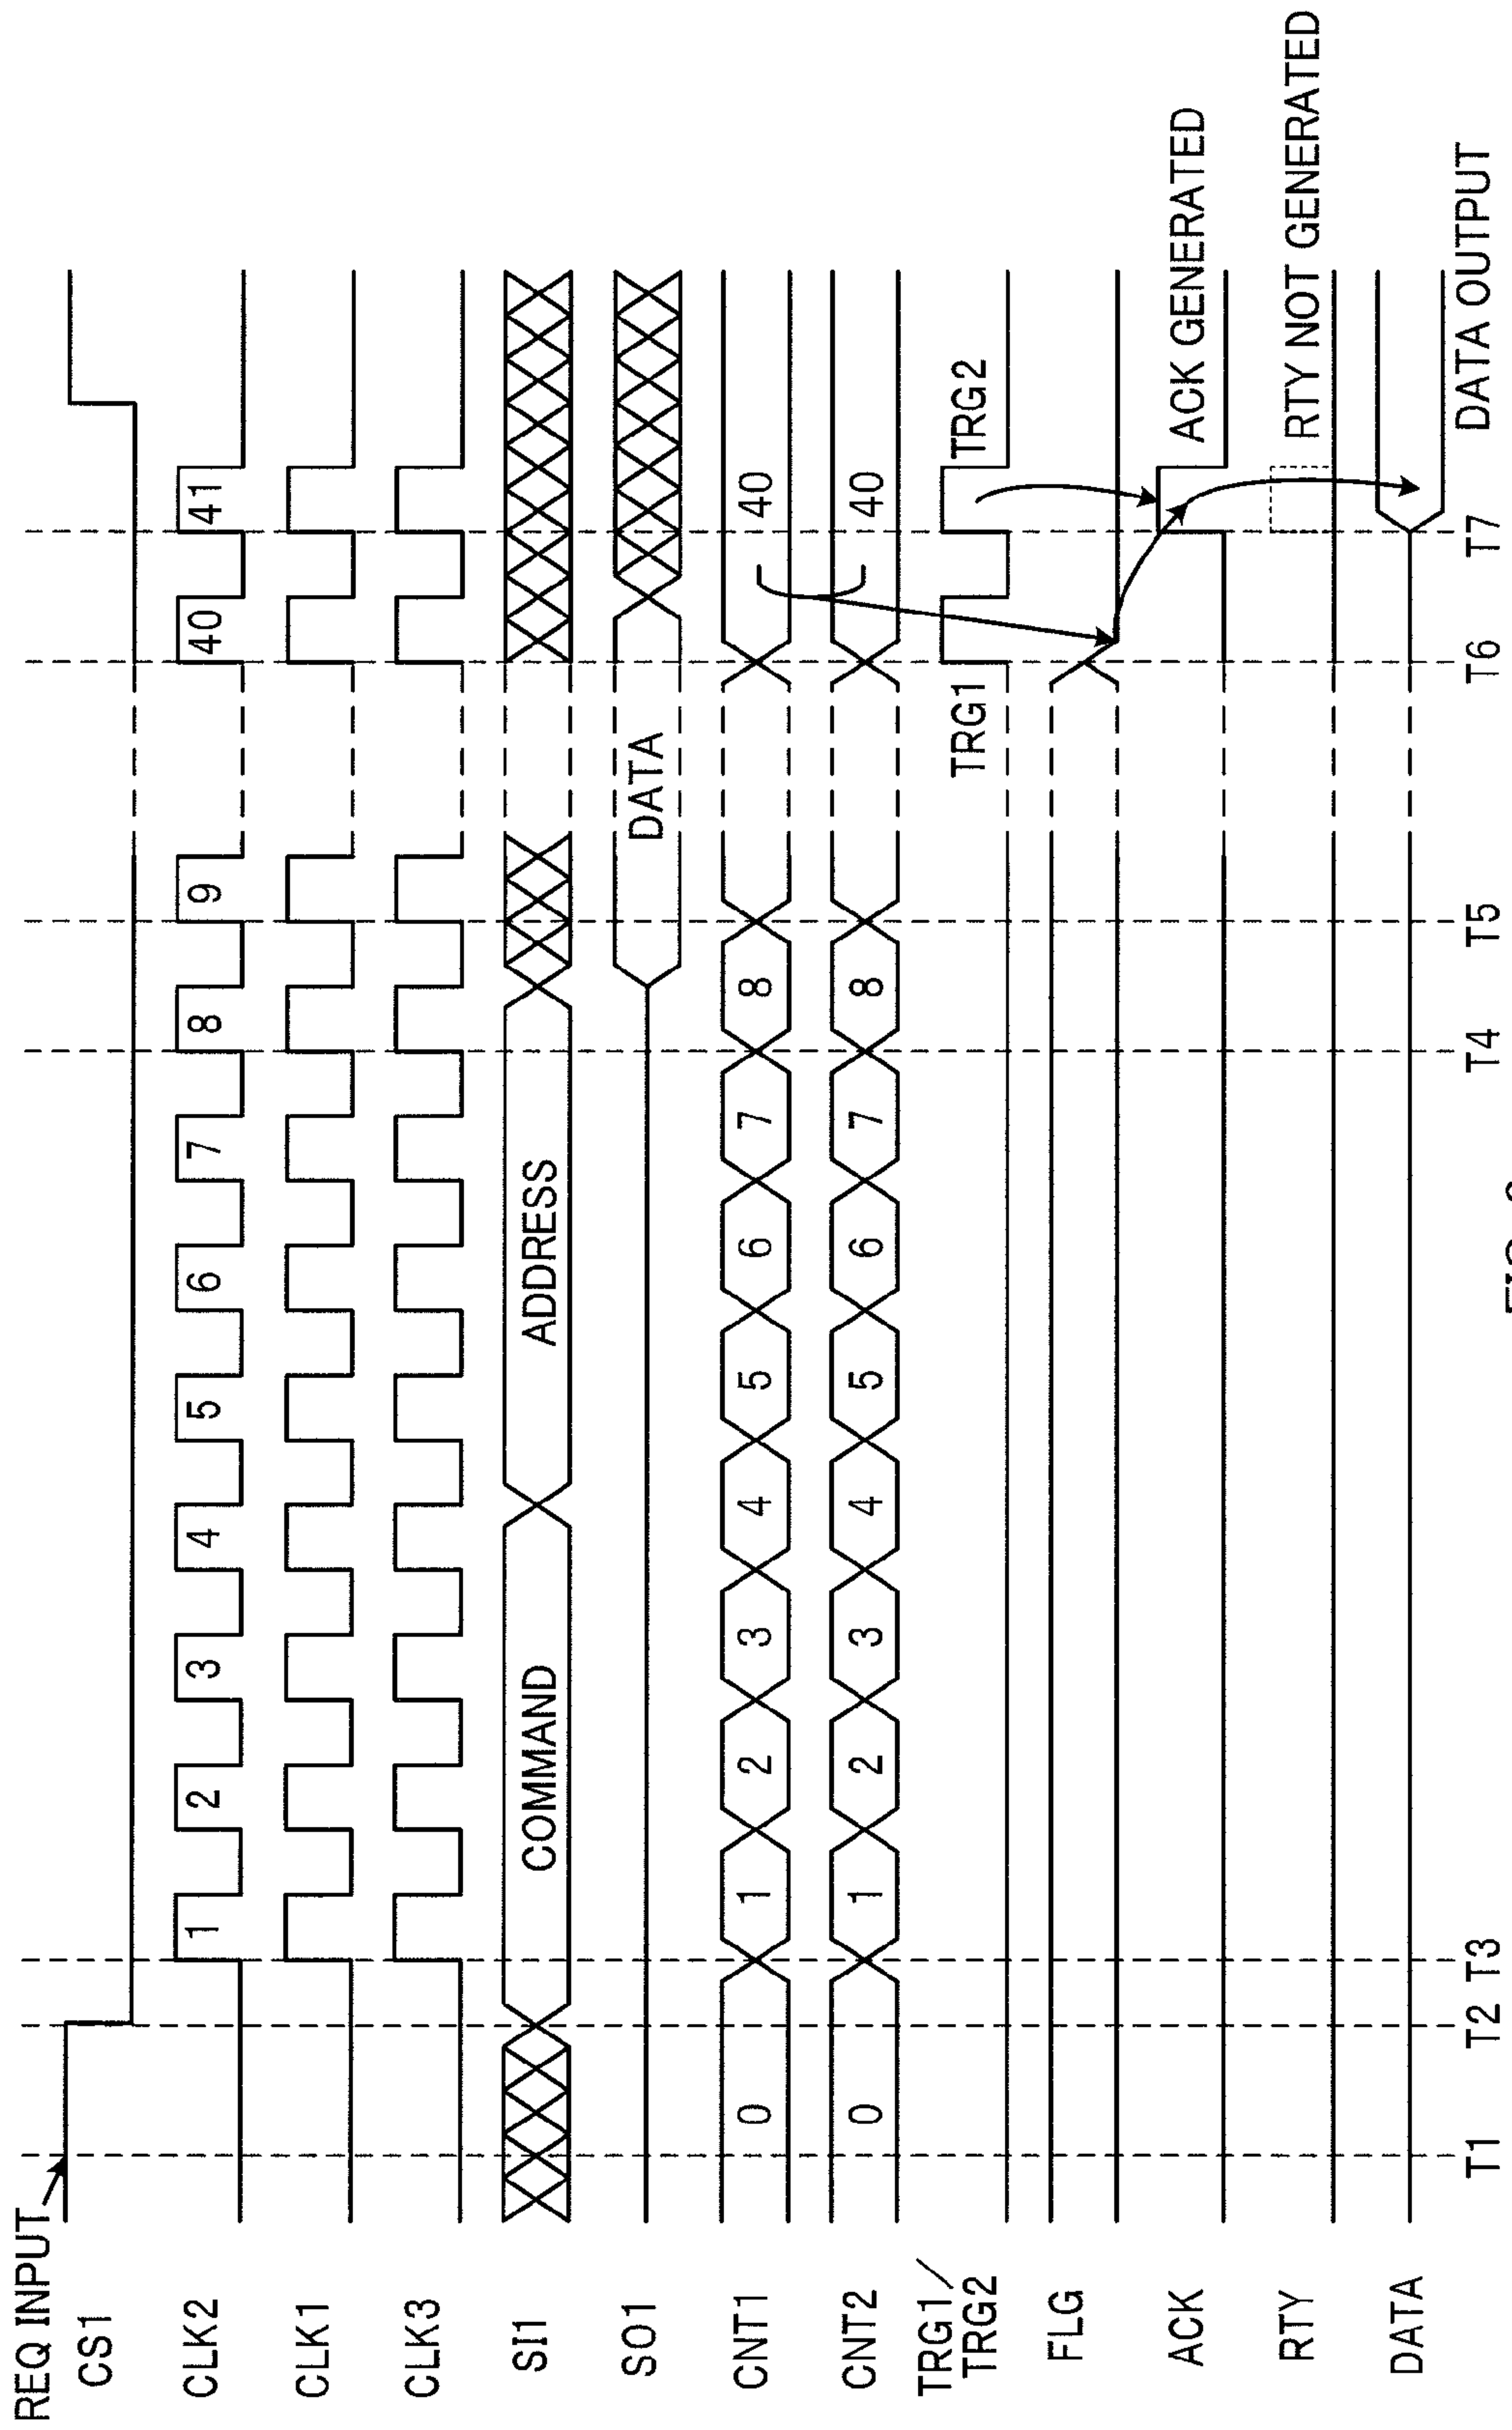 REQ INPUT
CS1
CLK2 1 2 3 4 5 6 7 8 9 40 41
CLK1
CLK3
SI1 COMMAND ADDRESS
SO1 DATA
CNT1 0 1 2 3 4 5 6 7 8 40
CNT2 0 1 2 3 4 5 6 7 8 40
TRG1/
TRG2 TRG1 TRG2
FLG
ACK ACK GENERATED
RTY RTY NOT GENERATED
DATA
DATA OUTPUT
T1 T2 T3 T4 T5 T6 T7